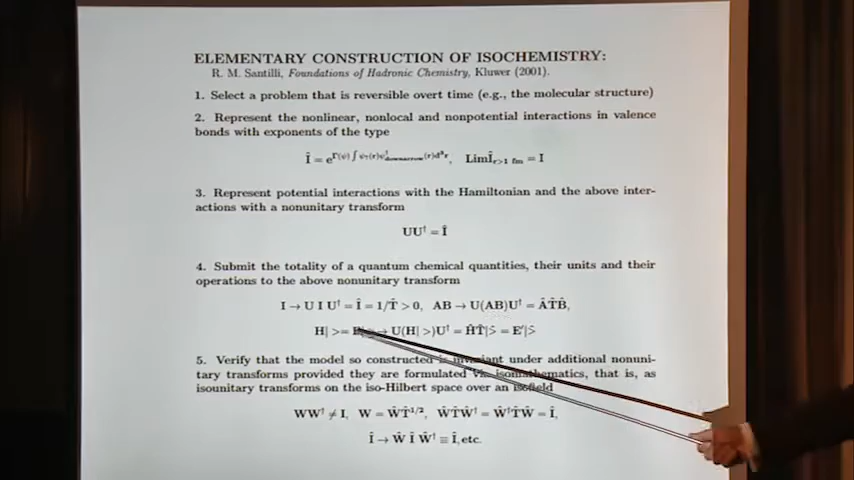 ELEMENTARY CONSTRUCTION OF ISOCHEMISTRY:
R. M. Santilli, Foundations of Hadronic Chemistry, Kluwer (2001).
1. Select a problem that is reversible overt time (e.g., the molecular structure)
2. Represent the nonlinear, nonlocal and nonpotential interactions in valence
bonds with exponents of the type
Î = e^Γ(ψ) ∫ ψ↑(r)ψ†downarrow(r)d³r, LimÎ r>1 fm = I
3. Represent potential interactions with the Hamiltonian and the above inter-
actions with a nonunitary transform
UU† = Î
4. Submit the totality of a quantum chemical quantities, their units and their
operations to the above nonunitary transform
I → U I U† = Î = 1/T̂ > 0, AB → U(AB)U† = ÂT̂B̂,
H| >= → U(H| >)U† = ĤT̂|ˆ> = E'|ˆ>
5. Verify that the model so constructed is invariant under additional nonuni-
tary transforms provided they are formulated via isomathematics, that is, as
isounitary transforms on the iso-Hilbert space over an isofield
WW† ≠ I, W = ŴT̂^1/2, ŴT̂Ŵ† = Ŵ†T̂Ŵ = Î,
Î → Ŵ Î Ŵ† ≡ Î, etc.